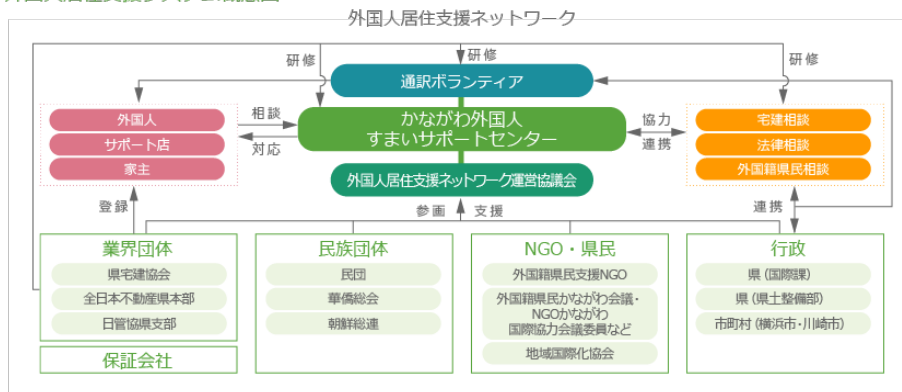 外国人居住支援ネットワーク
研修
研修
研修
通訳ボランティア
外国人
サポート店
家主
相談
対応
かながわ外国人
すまいサポートセンター
協力
連携
宅建相談
法律相談
外国籍県民相談
外国人居住支援ネットワーク運営協議会
登録
参画
支援
連携
業界団体
県宅建協会
全日本不動産県本部
日管協県支部
保証会社
民族団体
民団
華僑総会
朝鮮総連
NGO・県民
外国籍県民支援NGO
外国籍県民かながわ会議・
NGOかながわ
国際協力会議委員など
地域国際化協会
行政
県（国際課）
県（県土整備部）
市町村（横浜市・川崎市）